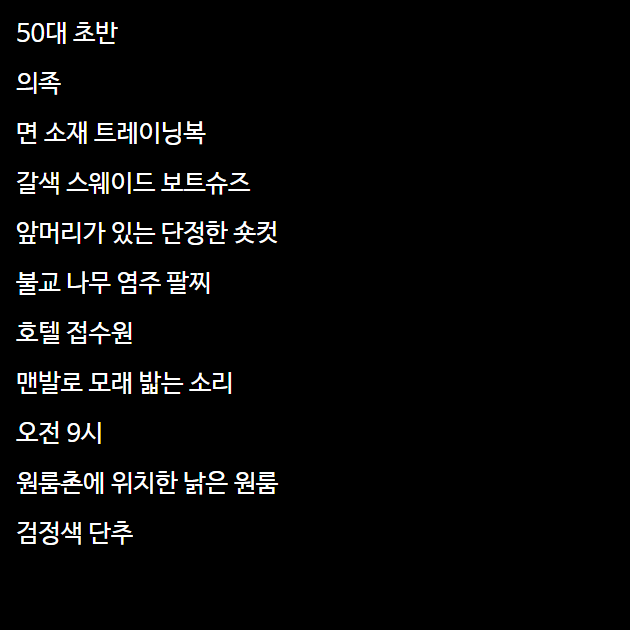 50대 초반
의족
면 소재 트레이닝복
갈색 스웨이드 보트슈즈
앞머리가 있는 단정한 숏컷
불교 나무 염주 팔찌
호텔 접수원
맨발로 모래 밟는 소리
오전 9시
원룸촌에 위치한 낡은 원룸
검정색 단추